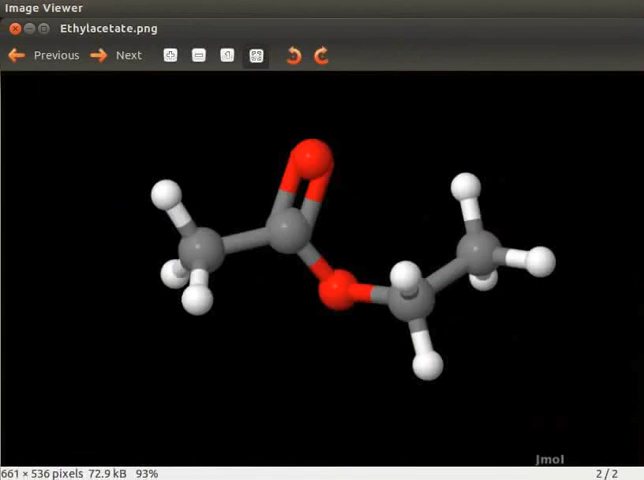 Image Viewer
Ethylacetate.png
Previous Next
Jmol
661 × 536 pixels 72.9 kB 93% 2 / 2